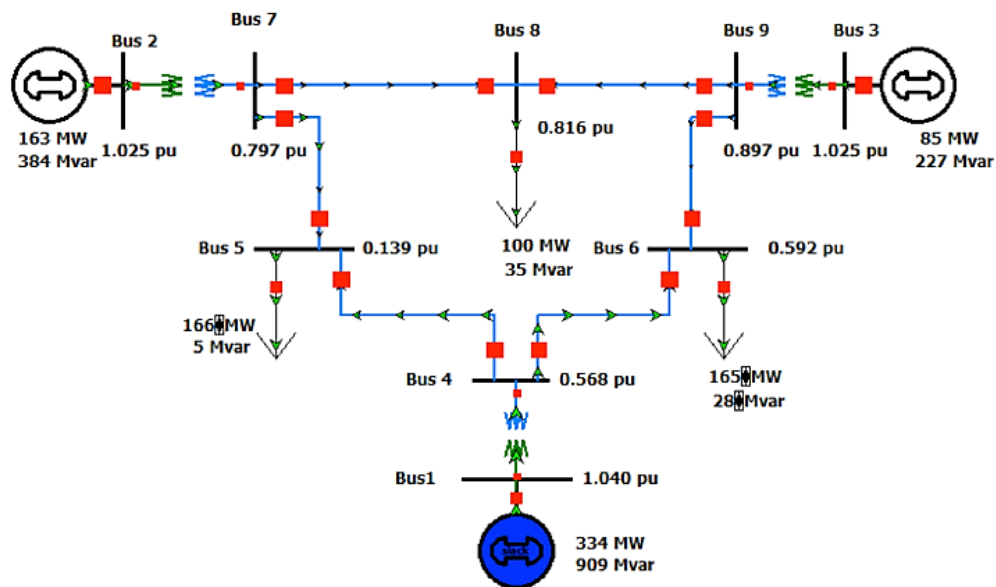 Bus 7
Bus 8
Bus 9
Bus 3
Bus 2
163 MW
384 Mvar
1.025 pu
0.797 pu
0.816 pu
0.897 pu
1.025 pu
85 MW
227 Mvar
Bus 5
0.139 pu
100 MW
35 Mvar
Bus 6
0.592 pu
166 MW
5 Mvar
Bus 4
0.568 pu
165 MW
28 Mvar
Bus1
1.040 pu
slack
334 MW
909 Mvar